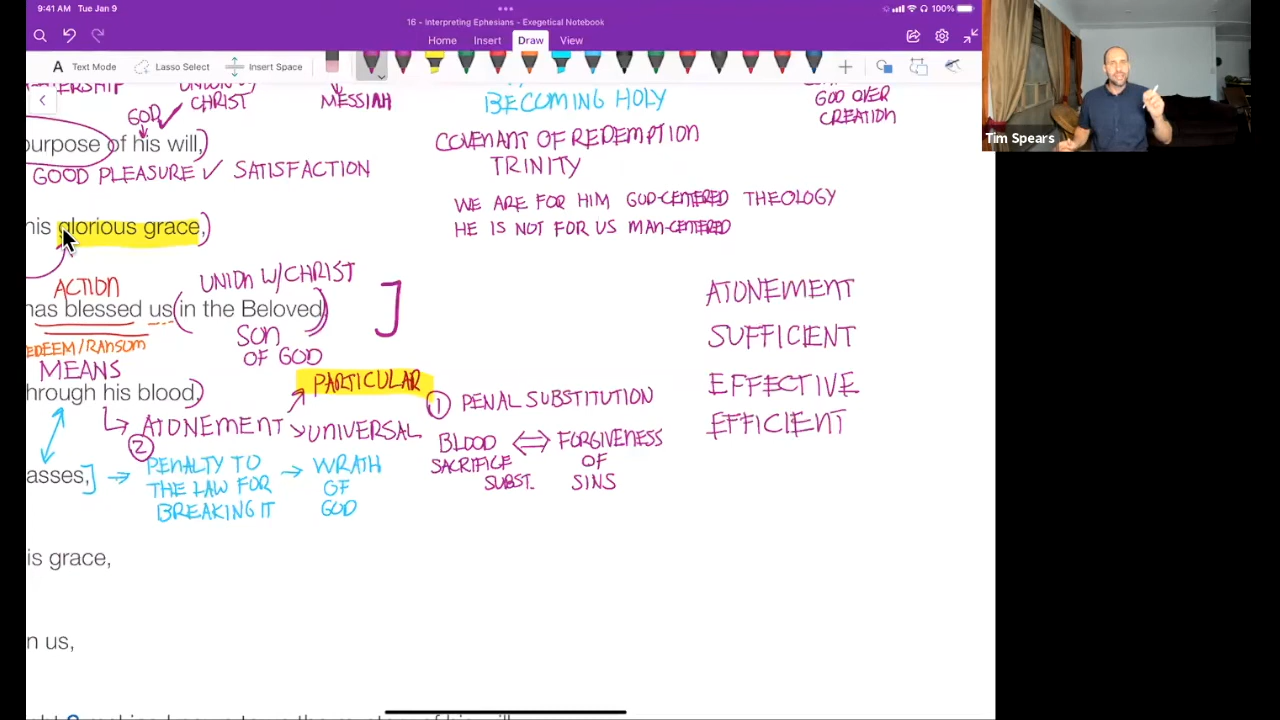 9:41 AM Tue Jan 9
100%
16 - Interpreting Ephesians - Exegetical Notebook
Home Insert Draw View
Text Mode Lasso Select Insert Space
CHRIST
MESSIAH
BECOMING HOLY
GOD OVER
CREATION
GOD
purpose of his will,)
COVENANT OF REDEMPTION
TRINITY
GOOD PLEASURE ✓ SATISFACTION
WE ARE FOR HIM GOD-CENTERED THEOLOGY
HE IS NOT FOR US MAN-CENTERED
his glorious grace,)
ACTION
UNION W/CHRIST
has blessed us (in the Beloved)
SON
OF GOD
EDEEM/RANSOM
MEANS
hrough his blood,)
PARTICULAR
① PENAL SUBSTITUTION
ATONEMENT
UNIVERSAL
②
BLOOD ⇔ FORGIVENESS
SACRIFICE OF
SUBST. SINS
asses,]
PENALTY TO
THE LAW FOR
BREAKING IT
WRATH
OF
GOD
ATONEMENT
SUFFICIENT
EFFECTIVE
EFFICIENT
is grace,
n us,
Tim Spears